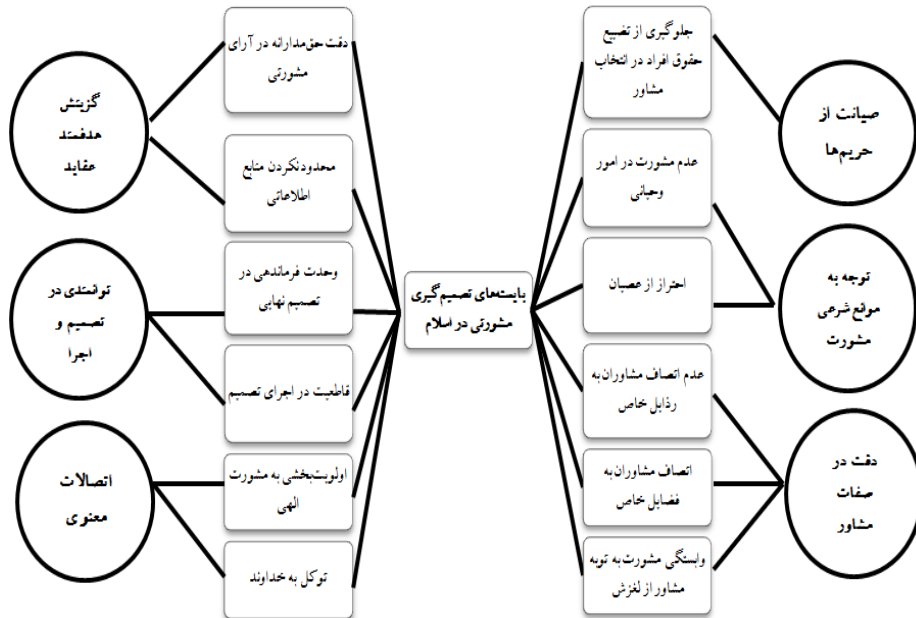 جلوگیری از تضییع
حقوق افراد در انتخاب
مشاور
عدم مشورت در امور
وحیانی
احتراز از عصیان
عدم اتصاف مشاوران به
رذایل خاص
اتصاف مشاوران به
فضایل خاص
وابستگی مشورت به توبه
مشاور از لغزش
صیانت از
حریم‌ها
توجه به
موانع شرعی
مشورت
دقت در
صفات
مشاور
بایسته‌های تصمیم‌گیری
مشورتی در اسلام
دقت حق‌مدارانه در آرای
مشورتی
محدودنکردن منابع
اطلاعاتی
وحدت فرماندهی در
تصمیم نهایی
قاطعیت در اجرای تصمیم
اولویت‌بخشی به مشورت
الهی
توکل به خداوند
گزینش
هدفمند
عقاید
توانمندی در
تصمیم و
اجرا
اتصالات
معنوی